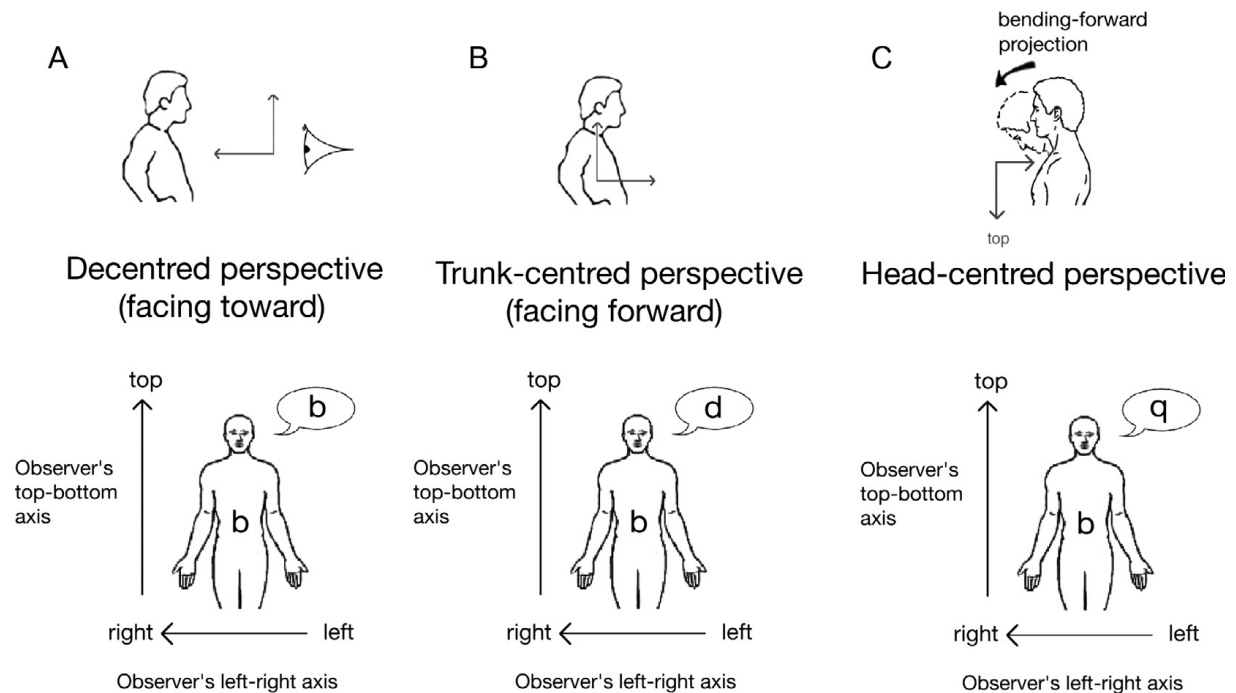 A
Decentred perspective
(facing toward)
top
b
Observer's
top-bottom
axis
b
right
left
Observer's left-right axis
B
Trunk-centred perspective
(facing forward)
top
d
Observer's
top-bottom
axis
b
right
left
Observer's left-right axis
C
bending-forward
projection
top
Head-centred perspective
top
q
Observer's
top-bottom
axis
b
right
left
Observer's left-right axis